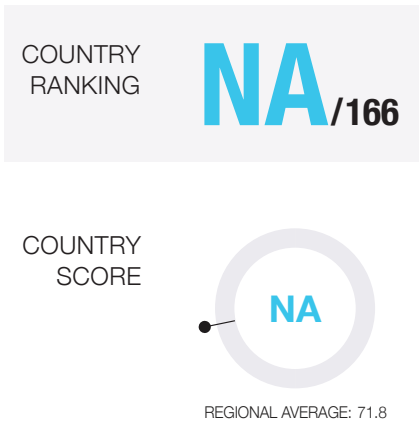 COUNTRY
RANKING
NA/166
COUNTRY
SCORE
NA
REGIONAL AVERAGE: 71.8